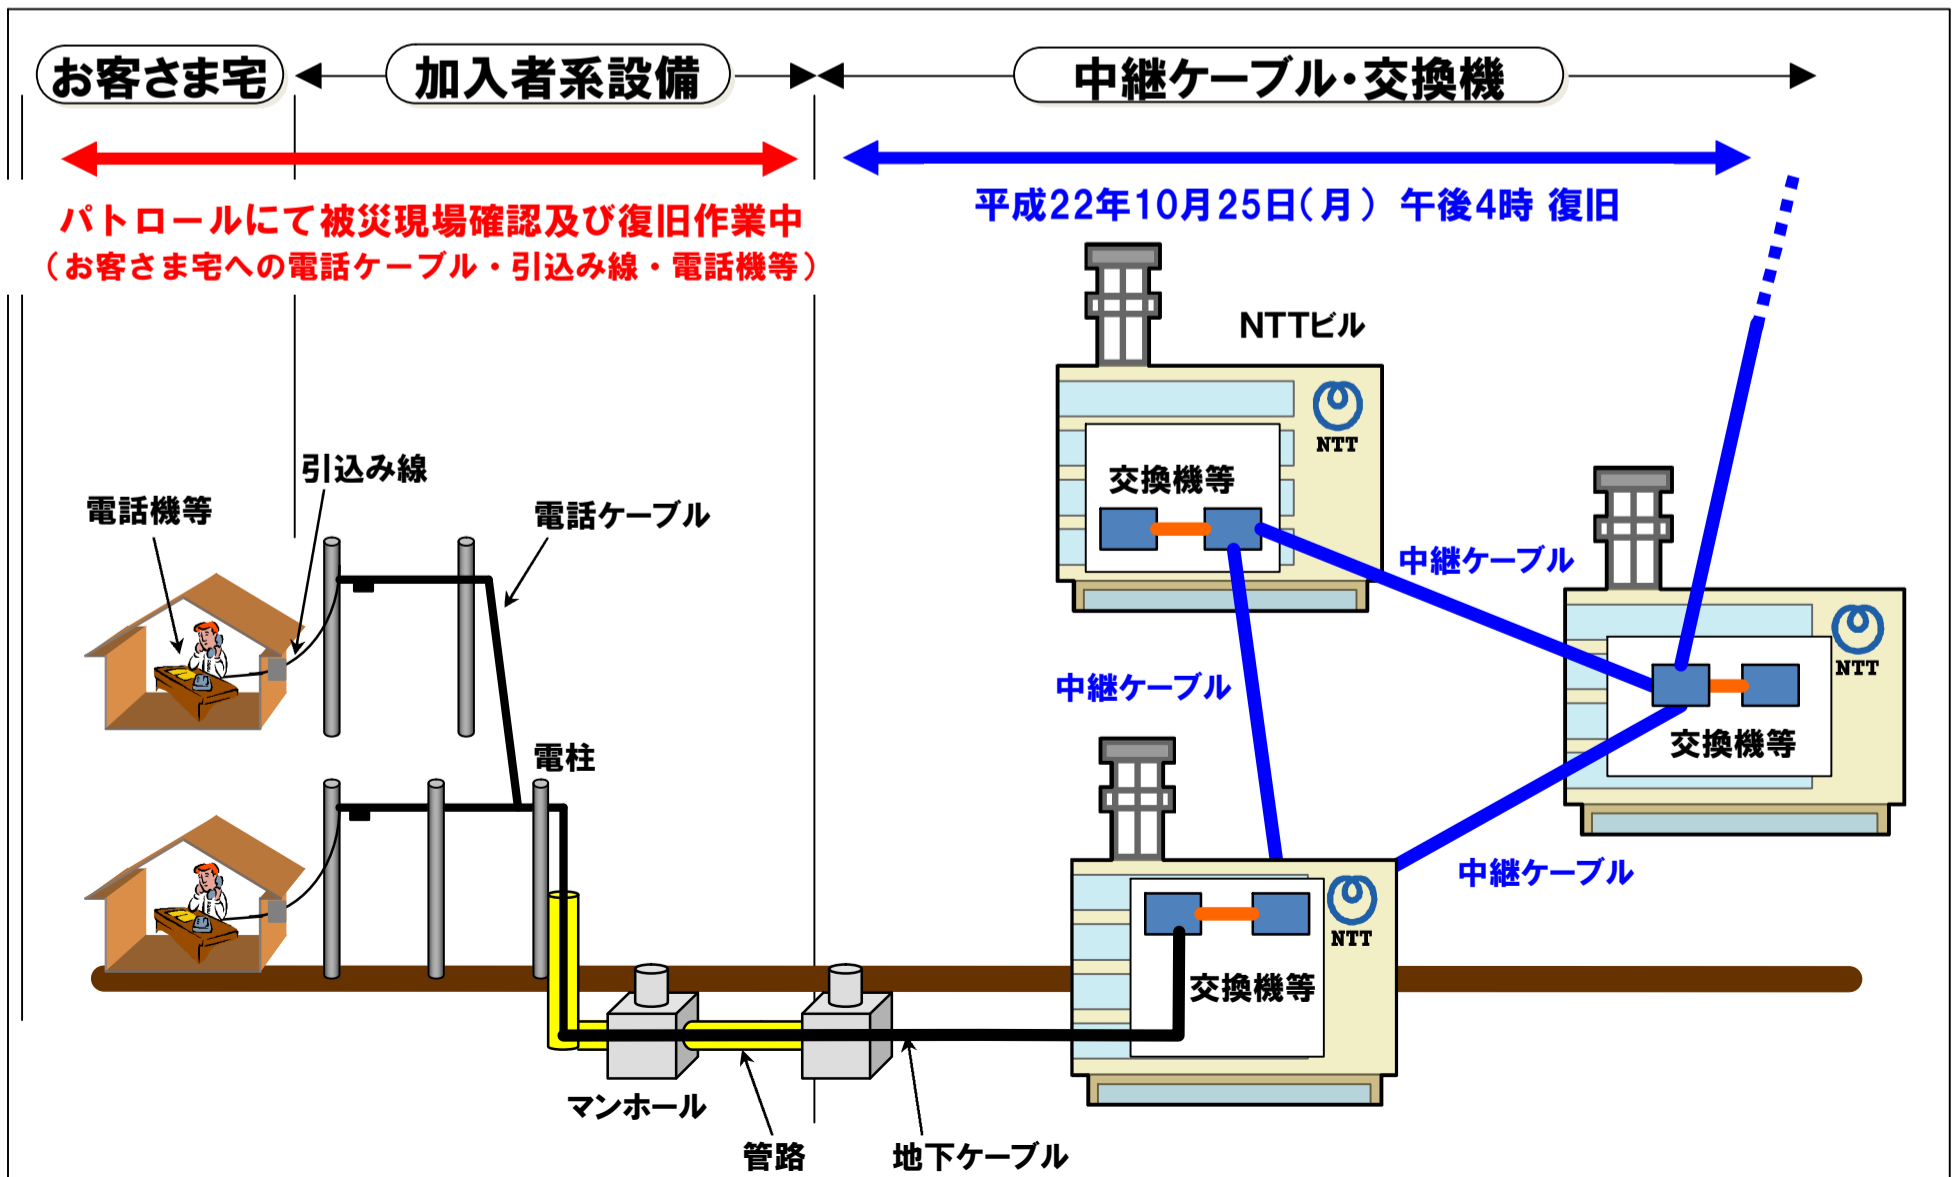 お客さま宅
加入者系設備
中継ケーブル・交換機
パトロールにて被災現場確認及び復旧作業中
（お客さま宅への電話ケーブル・引込み線・電話機等）
平成22年10月25日（月） 午後4時 復旧
NTTビル
NTT
交換機等
引込み線
電話機等
電話ケーブル
中継ケーブル
NTT
交換機等
中継ケーブル
電柱
中継ケーブル
NTT
交換機等
マンホール
管路
地下ケーブル